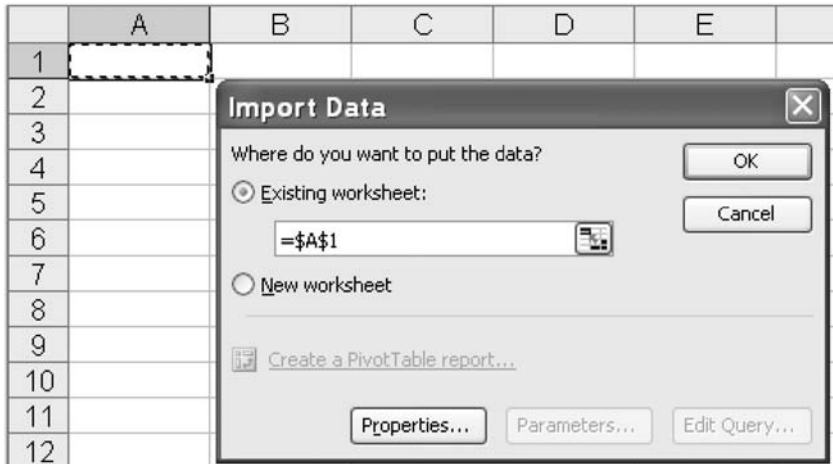 A B C D E
1
2
Import Data
3
Where do you want to put the data?
OK
4
Existing worksheet:
5
Cancel
=$A$1
6
7
New worksheet
8
9
Create a PivotTable report...
10
11
Properties... Parameters... Edit Query...
12